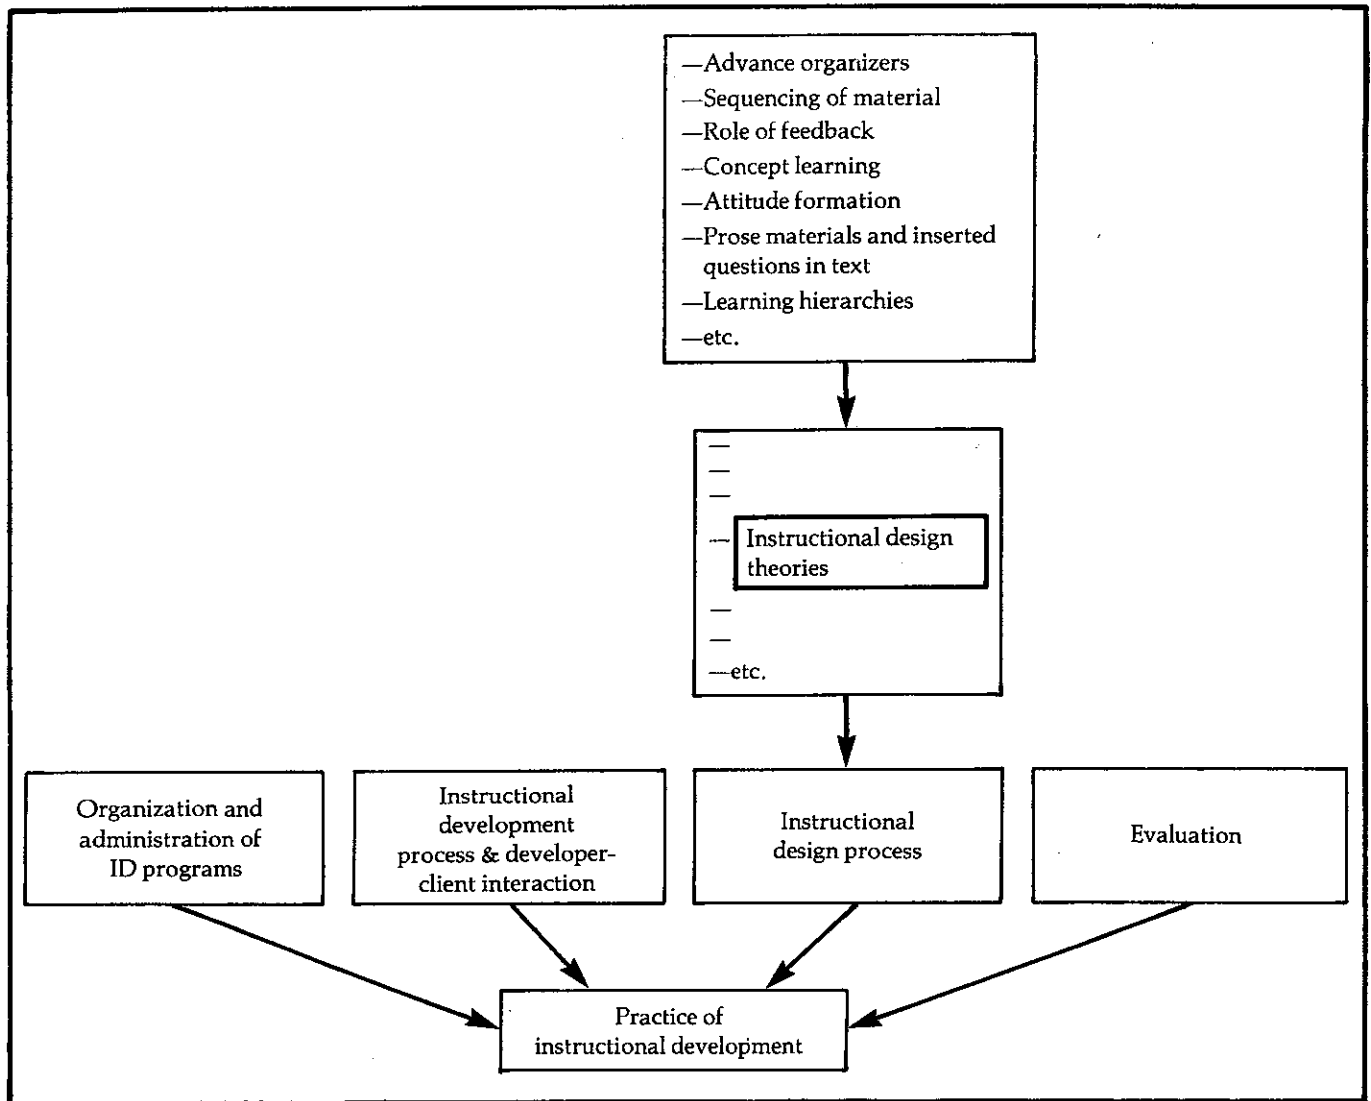 —Advance organizers
—Sequencing of material
—Role of feedback
—Concept learning
—Attitude formation
—Prose materials and inserted
questions in text
—Learning hierarchies
—etc.
—
—
—
— Instructional design
theories
—
—
—etc.
Organization and
administration of
ID programs
Instructional
development
process & developer-
client interaction
Instructional
design process
Evaluation
Practice of
instructional development